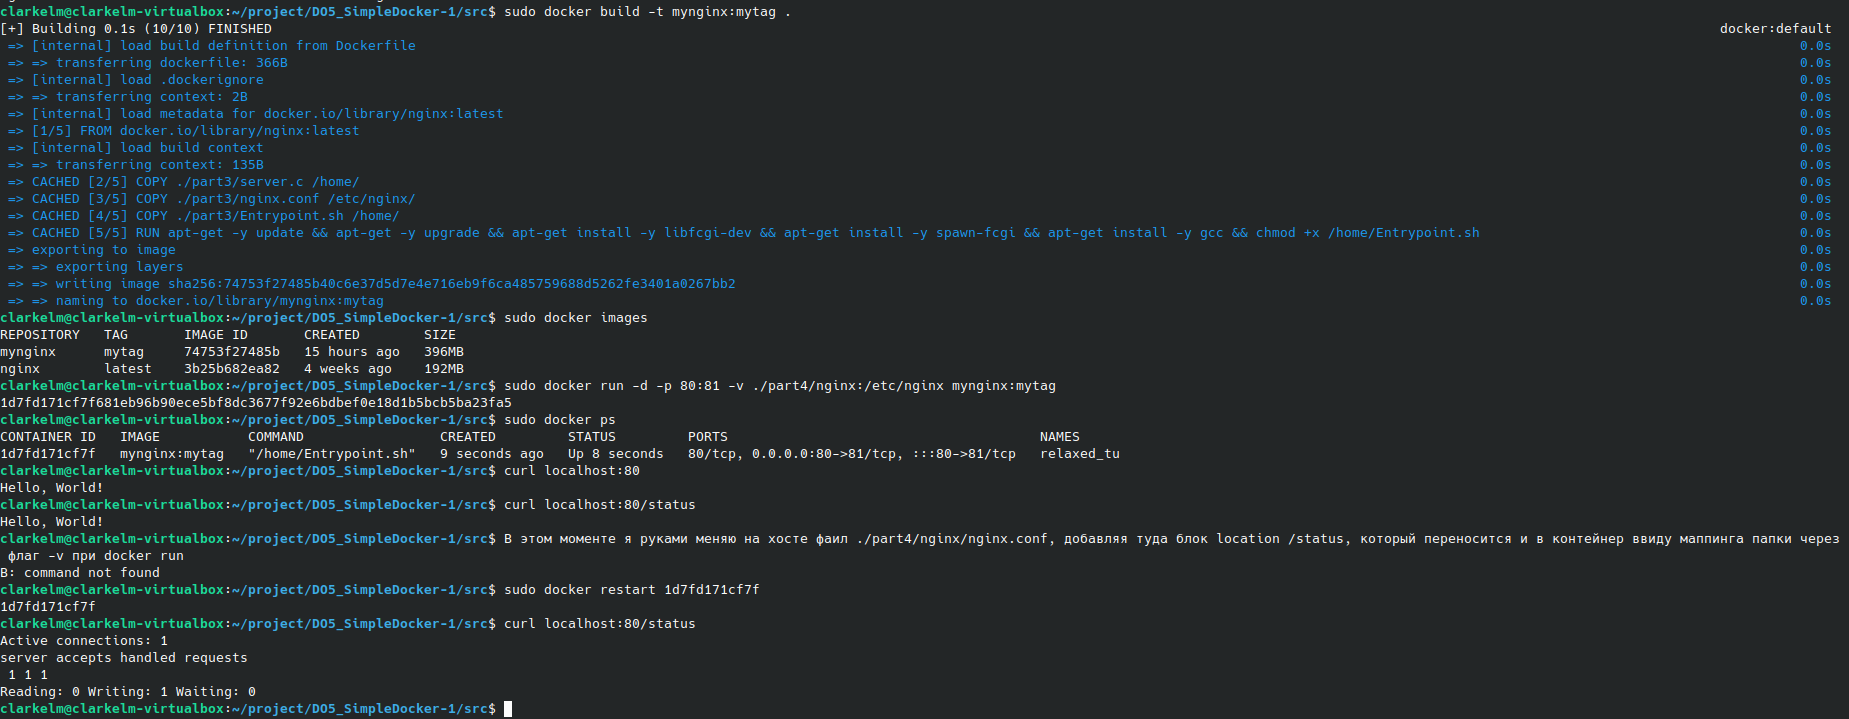 clarkelm@clarkelm-virtualbox:~/project/DO5_SimpleDocker-1/src$ sudo docker build -t mynginx:mytag .
[+] Building 0.1s (10/10) FINISHED docker:default
=> [internal] load build definition from Dockerfile 0.0s
=> => transferring dockerfile: 366B 0.0s
=> [internal] load .dockerignore 0.0s
=> => transferring context: 2B 0.0s
=> [internal] load metadata for docker.io/library/nginx:latest 0.0s
=> [1/5] FROM docker.io/library/nginx:latest 0.0s
=> [internal] load build context 0.0s
=> => transferring context: 135B 0.0s
=> CACHED [2/5] COPY ./part3/server.c /home/ 0.0s
=> CACHED [3/5] COPY ./part3/nginx.conf /etc/nginx/ 0.0s
=> CACHED [4/5] COPY ./part3/Entrypoint.sh /home/ 0.0s
=> CACHED [5/5] RUN apt-get -y update && apt-get -y upgrade && apt-get install -y libfcgi-dev && apt-get install -y spawn-fcgi && apt-get install -y gcc && chmod +x /home/Entrypoint.sh 0.0s
=> exporting to image 0.0s
=> => exporting layers 0.0s
=> => writing image sha256:74753f27485b40c6e37d5d7e4e716eb9f6ca485759688d5262fe3401a0267bb2 0.0s
=> => naming to docker.io/library/mynginx:mytag 0.0s
clarkelm@clarkelm-virtualbox:~/project/DO5_SimpleDocker-1/src$ sudo docker images
REPOSITORY TAG IMAGE ID CREATED SIZE
mynginx mytag 74753f27485b 15 hours ago 396MB
nginx latest 3b25b682ea82 4 weeks ago 192MB
clarkelm@clarkelm-virtualbox:~/project/DO5_SimpleDocker-1/src$ sudo docker run -d -p 80:81 -v ./part4/nginx:/etc/nginx mynginx:mytag
1d7fd171cf7f681eb96b90ece5bf8dc3677f92e6bdbef0e18d1b5bcb5ba23fa5
clarkelm@clarkelm-virtualbox:~/project/DO5_SimpleDocker-1/src$ sudo docker ps
CONTAINER ID IMAGE COMMAND CREATED STATUS PORTS NAMES
1d7fd171cf7f mynginx:mytag "/home/Entrypoint.sh" 9 seconds ago Up 8 seconds 80/tcp, 0.0.0.0:80->81/tcp, :::80->81/tcp relaxed_tu
clarkelm@clarkelm-virtualbox:~/project/DO5_SimpleDocker-1/src$ curl localhost:80
Hello, World!
clarkelm@clarkelm-virtualbox:~/project/DO5_SimpleDocker-1/src$ curl localhost:80/status
Hello, World!
clarkelm@clarkelm-virtualbox:~/project/DO5_SimpleDocker-1/src$ В этом моменте я руками меняю на хосте фаил ./part4/nginx/nginx.conf, добавляя туда блок location /status, который переносится и в контейнер ввиду маппинга папки через
флаг -v при docker run
В: command not found
clarkelm@clarkelm-virtualbox:~/project/DO5_SimpleDocker-1/src$ sudo docker restart 1d7fd171cf7f
1d7fd171cf7f
clarkelm@clarkelm-virtualbox:~/project/DO5_SimpleDocker-1/src$ curl localhost:80/status
Active connections: 1
server accepts handled requests
1 1 1
Reading: 0 Writing: 1 Waiting: 0
clarkelm@clarkelm-virtualbox:~/project/DO5_SimpleDocker-1/src$